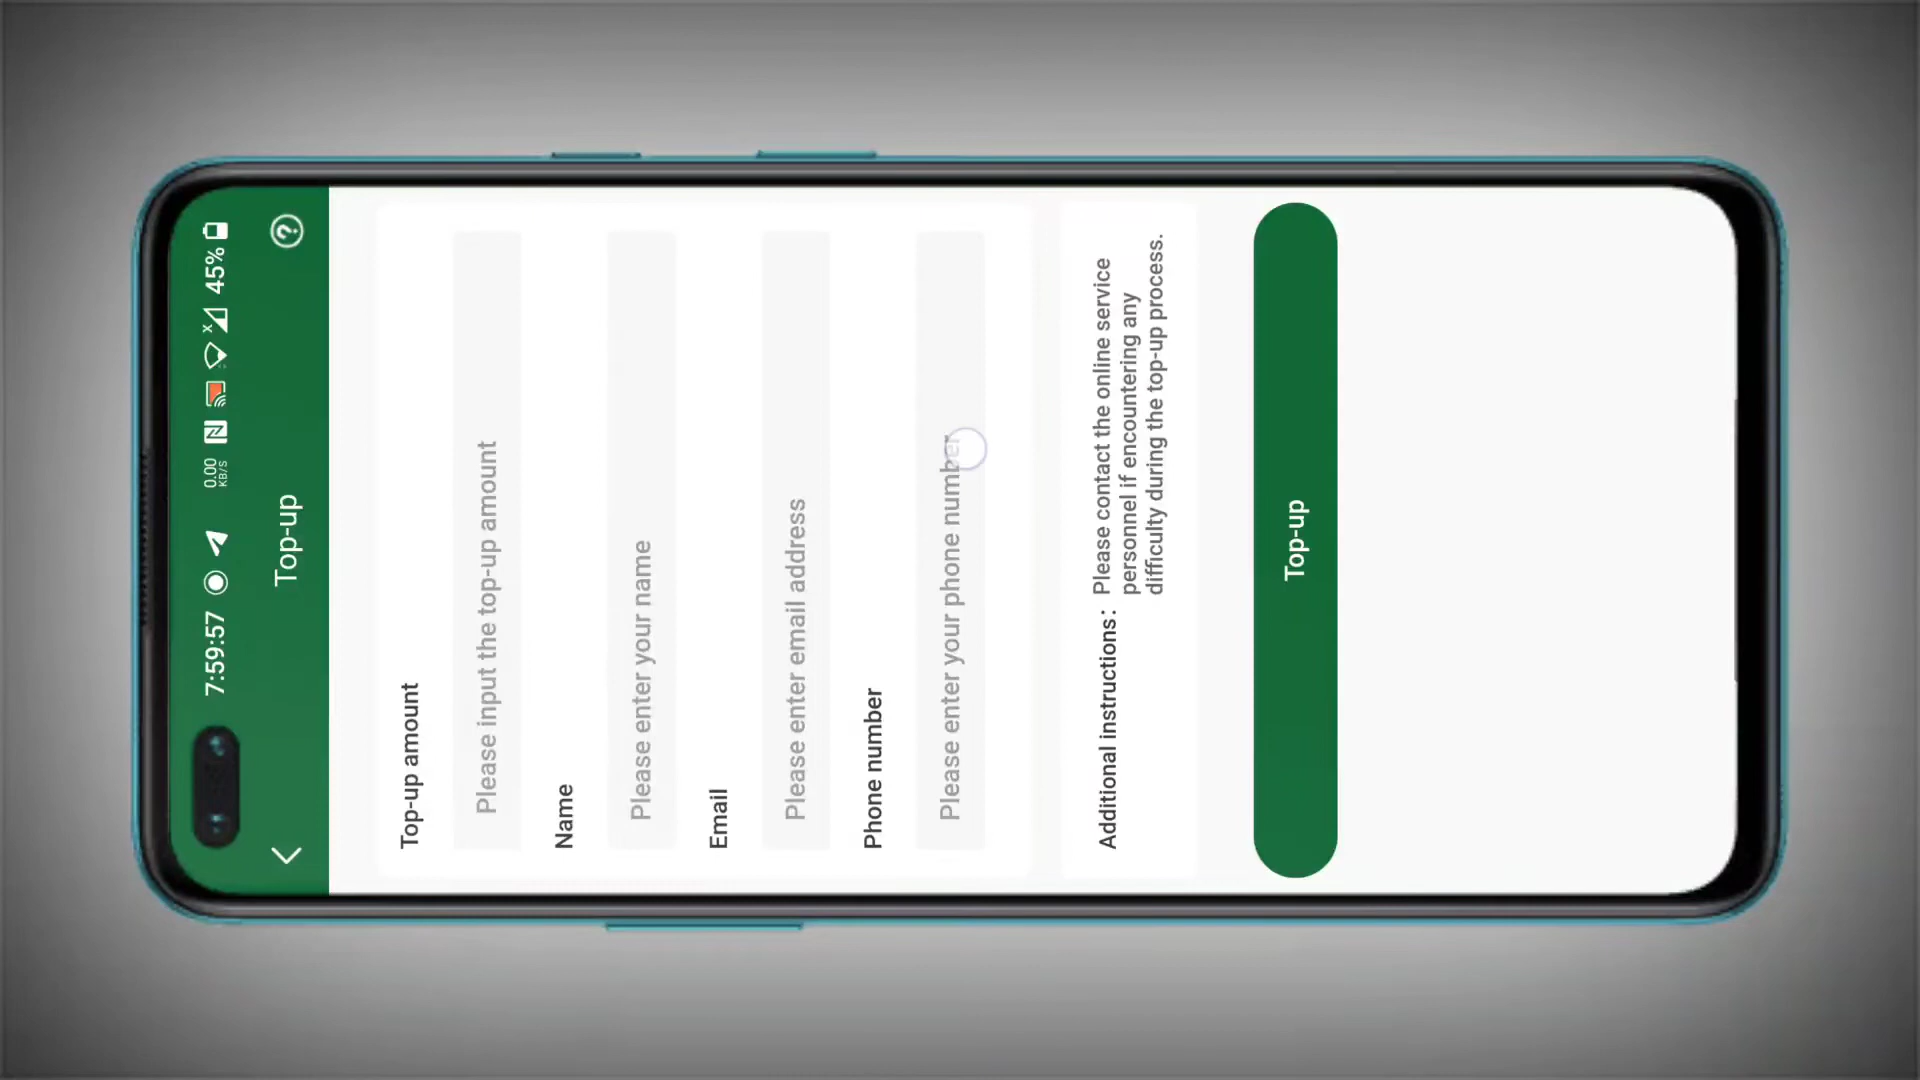 7:59:57
0.00
KB/S
45%
Top-up
Top-up amount
Please input the top-up amount
Name
Please enter your name
Email
Please enter email address
Phone number
Please enter your phone number
Additional instructions: Please contact the online service
personnel if encountering any
difficulty during the top-up process.
Top-up